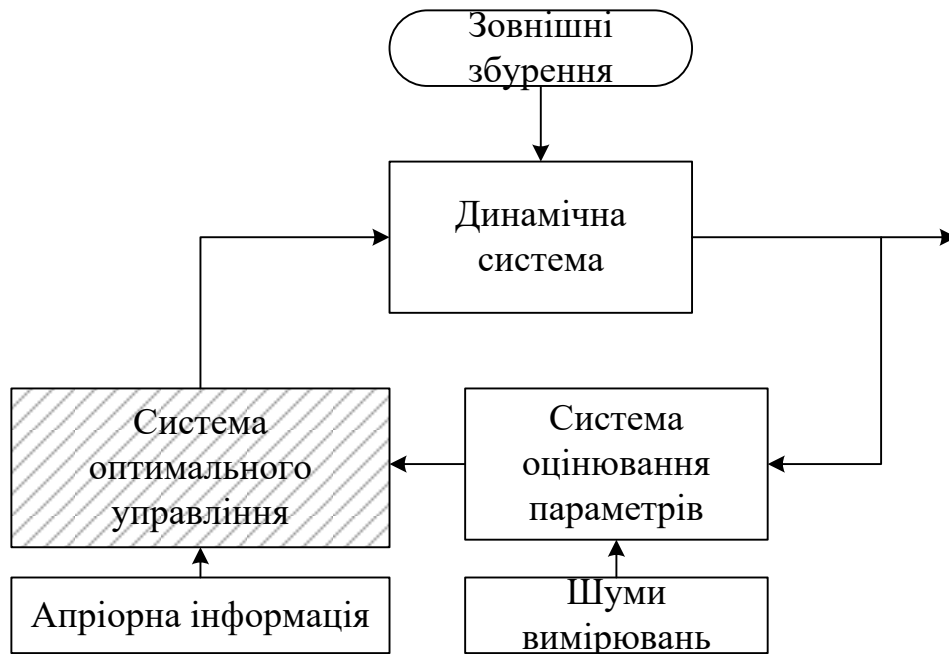 Зовнішні
збурення
Динамічна
система
Система
оптимального
управління
Система
оцінювання
параметрів
Апріорна інформація
Шуми
вимірювань